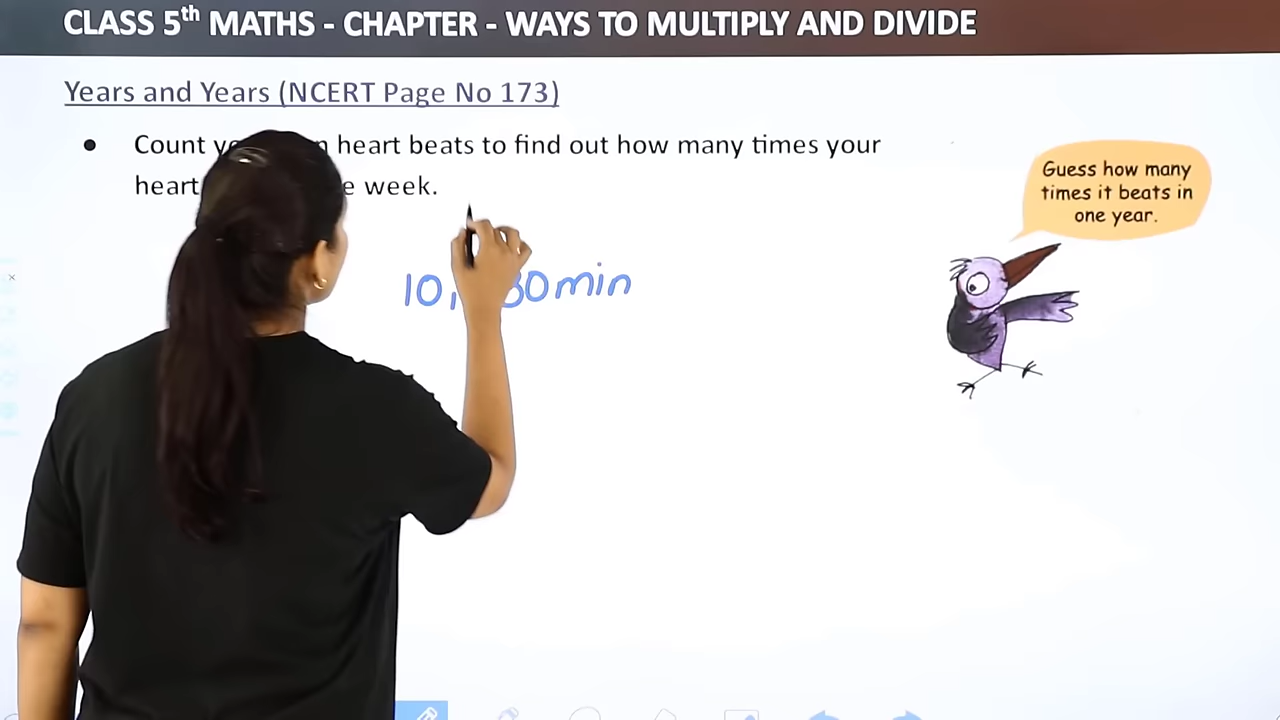 CLASS 5th MATHS - CHAPTER - WAYS TO MULTIPLY AND DIVIDE
Years and Years (NCERT Page No 173)
● Count heart beats to find out how many times your
heart week.
Guess how many
times it beats in
one year.
10, 80 min